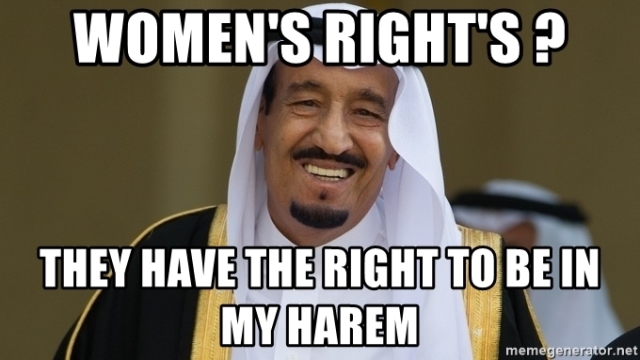 WOMEN'S RIGHT'S ?
THEY HAVE THE RIGHT TO BE IN
MY HAREM
memegenerator.net